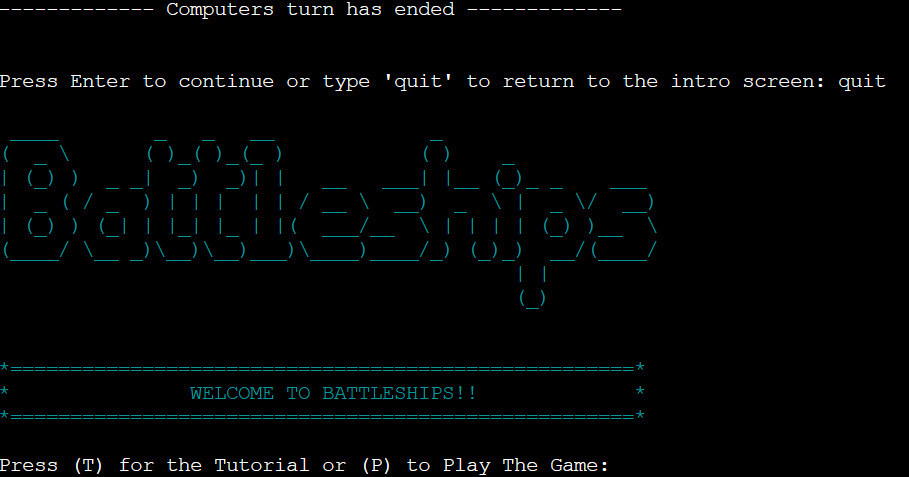 ------------- Computers turn has ended -------------
Press Enter to continue or type 'quit' to return to the intro screen: quit
Battleships
*====================================================*
*               WELCOME TO BATTLESHIPS!!             *
*====================================================*
Press (T) for the Tutorial or (P) to Play The Game: